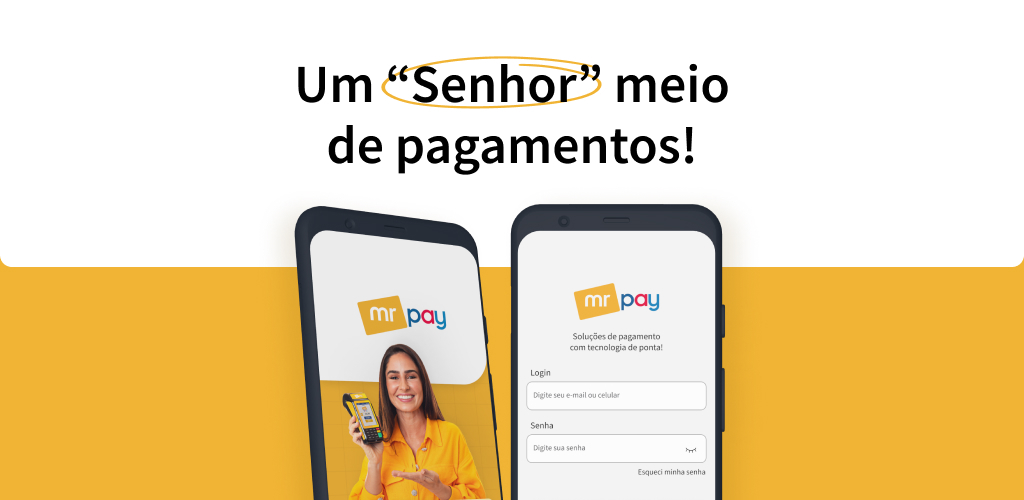 Um “Senhor” meio
de pagamentos!
mr pay
mr pay
Soluções de pagamento
com tecnologia de ponta!
Login
Digite seu e-mail ou celular
Senha
Digite sua senha
Esqueci minha senha